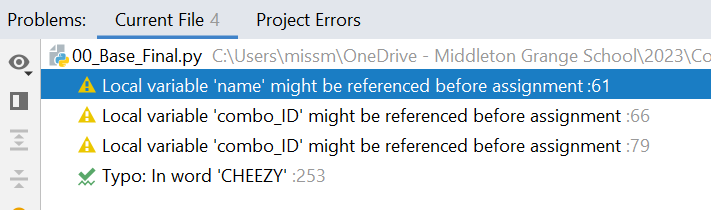 Problems: Current File 4 Project Errors
00_Base_Final.py C:\Users\missm\OneDrive - Middleton Grange School\2023\Co
Local variable 'name' might be referenced before assignment :61
Local variable 'combo_ID' might be referenced before assignment :66
Local variable 'combo_ID' might be referenced before assignment :79
Typo: In word 'CHEEZY' :253